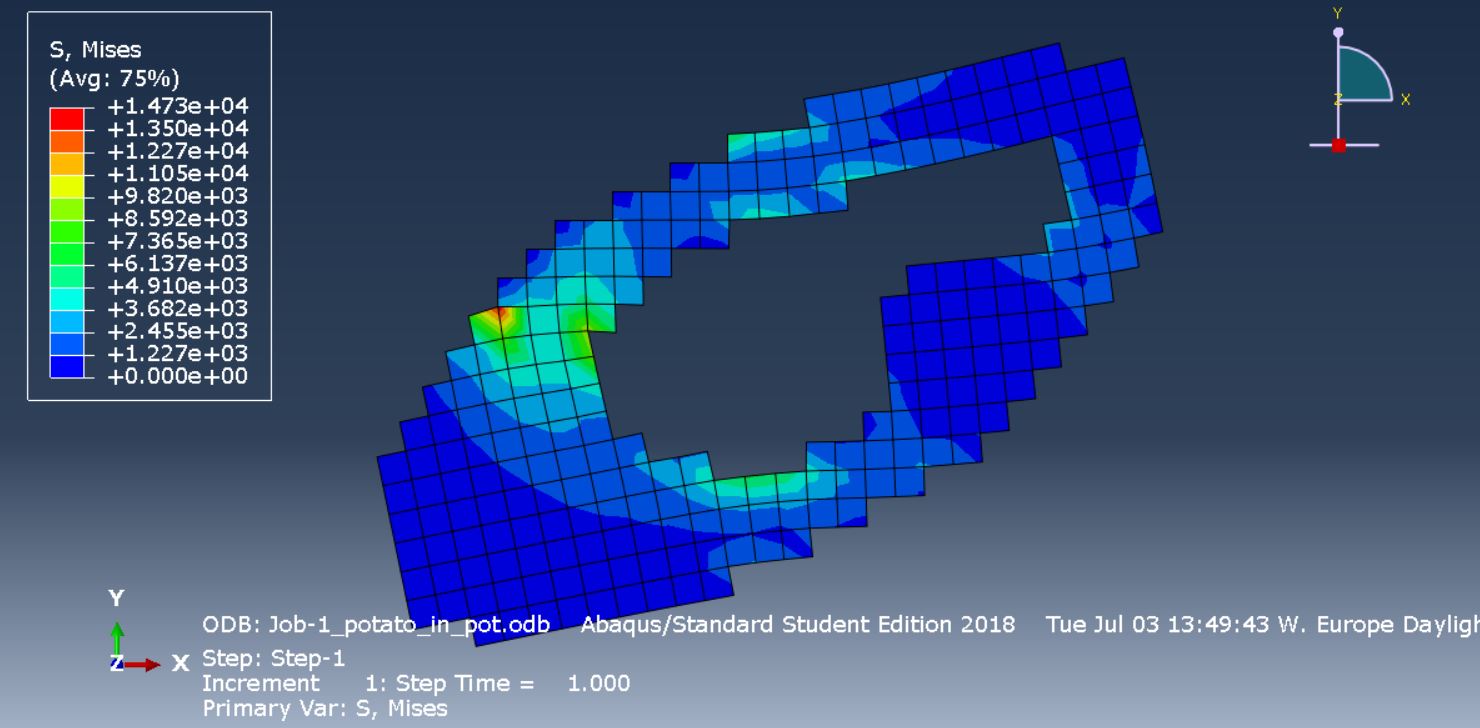 S, Mises
(Avg: 75%)
+1.473e+04
+1.350e+04
+1.227e+04
+1.105e+04
+9.820e+03
+8.592e+03
+7.365e+03
+6.137e+03
+4.910e+03
+3.682e+03
+2.455e+03
+1.227e+03
+0.000e+00
Y
Z
X
Y
Z
X
ODB: Job-1_potato_in_pot.odb Abaqus/Standard Student Edition 2018 Tue Jul 03 13:49:43 W. Europe Dayligh
Step: Step-1
Increment 1: Step Time = 1.000
Primary Var: S, Mises